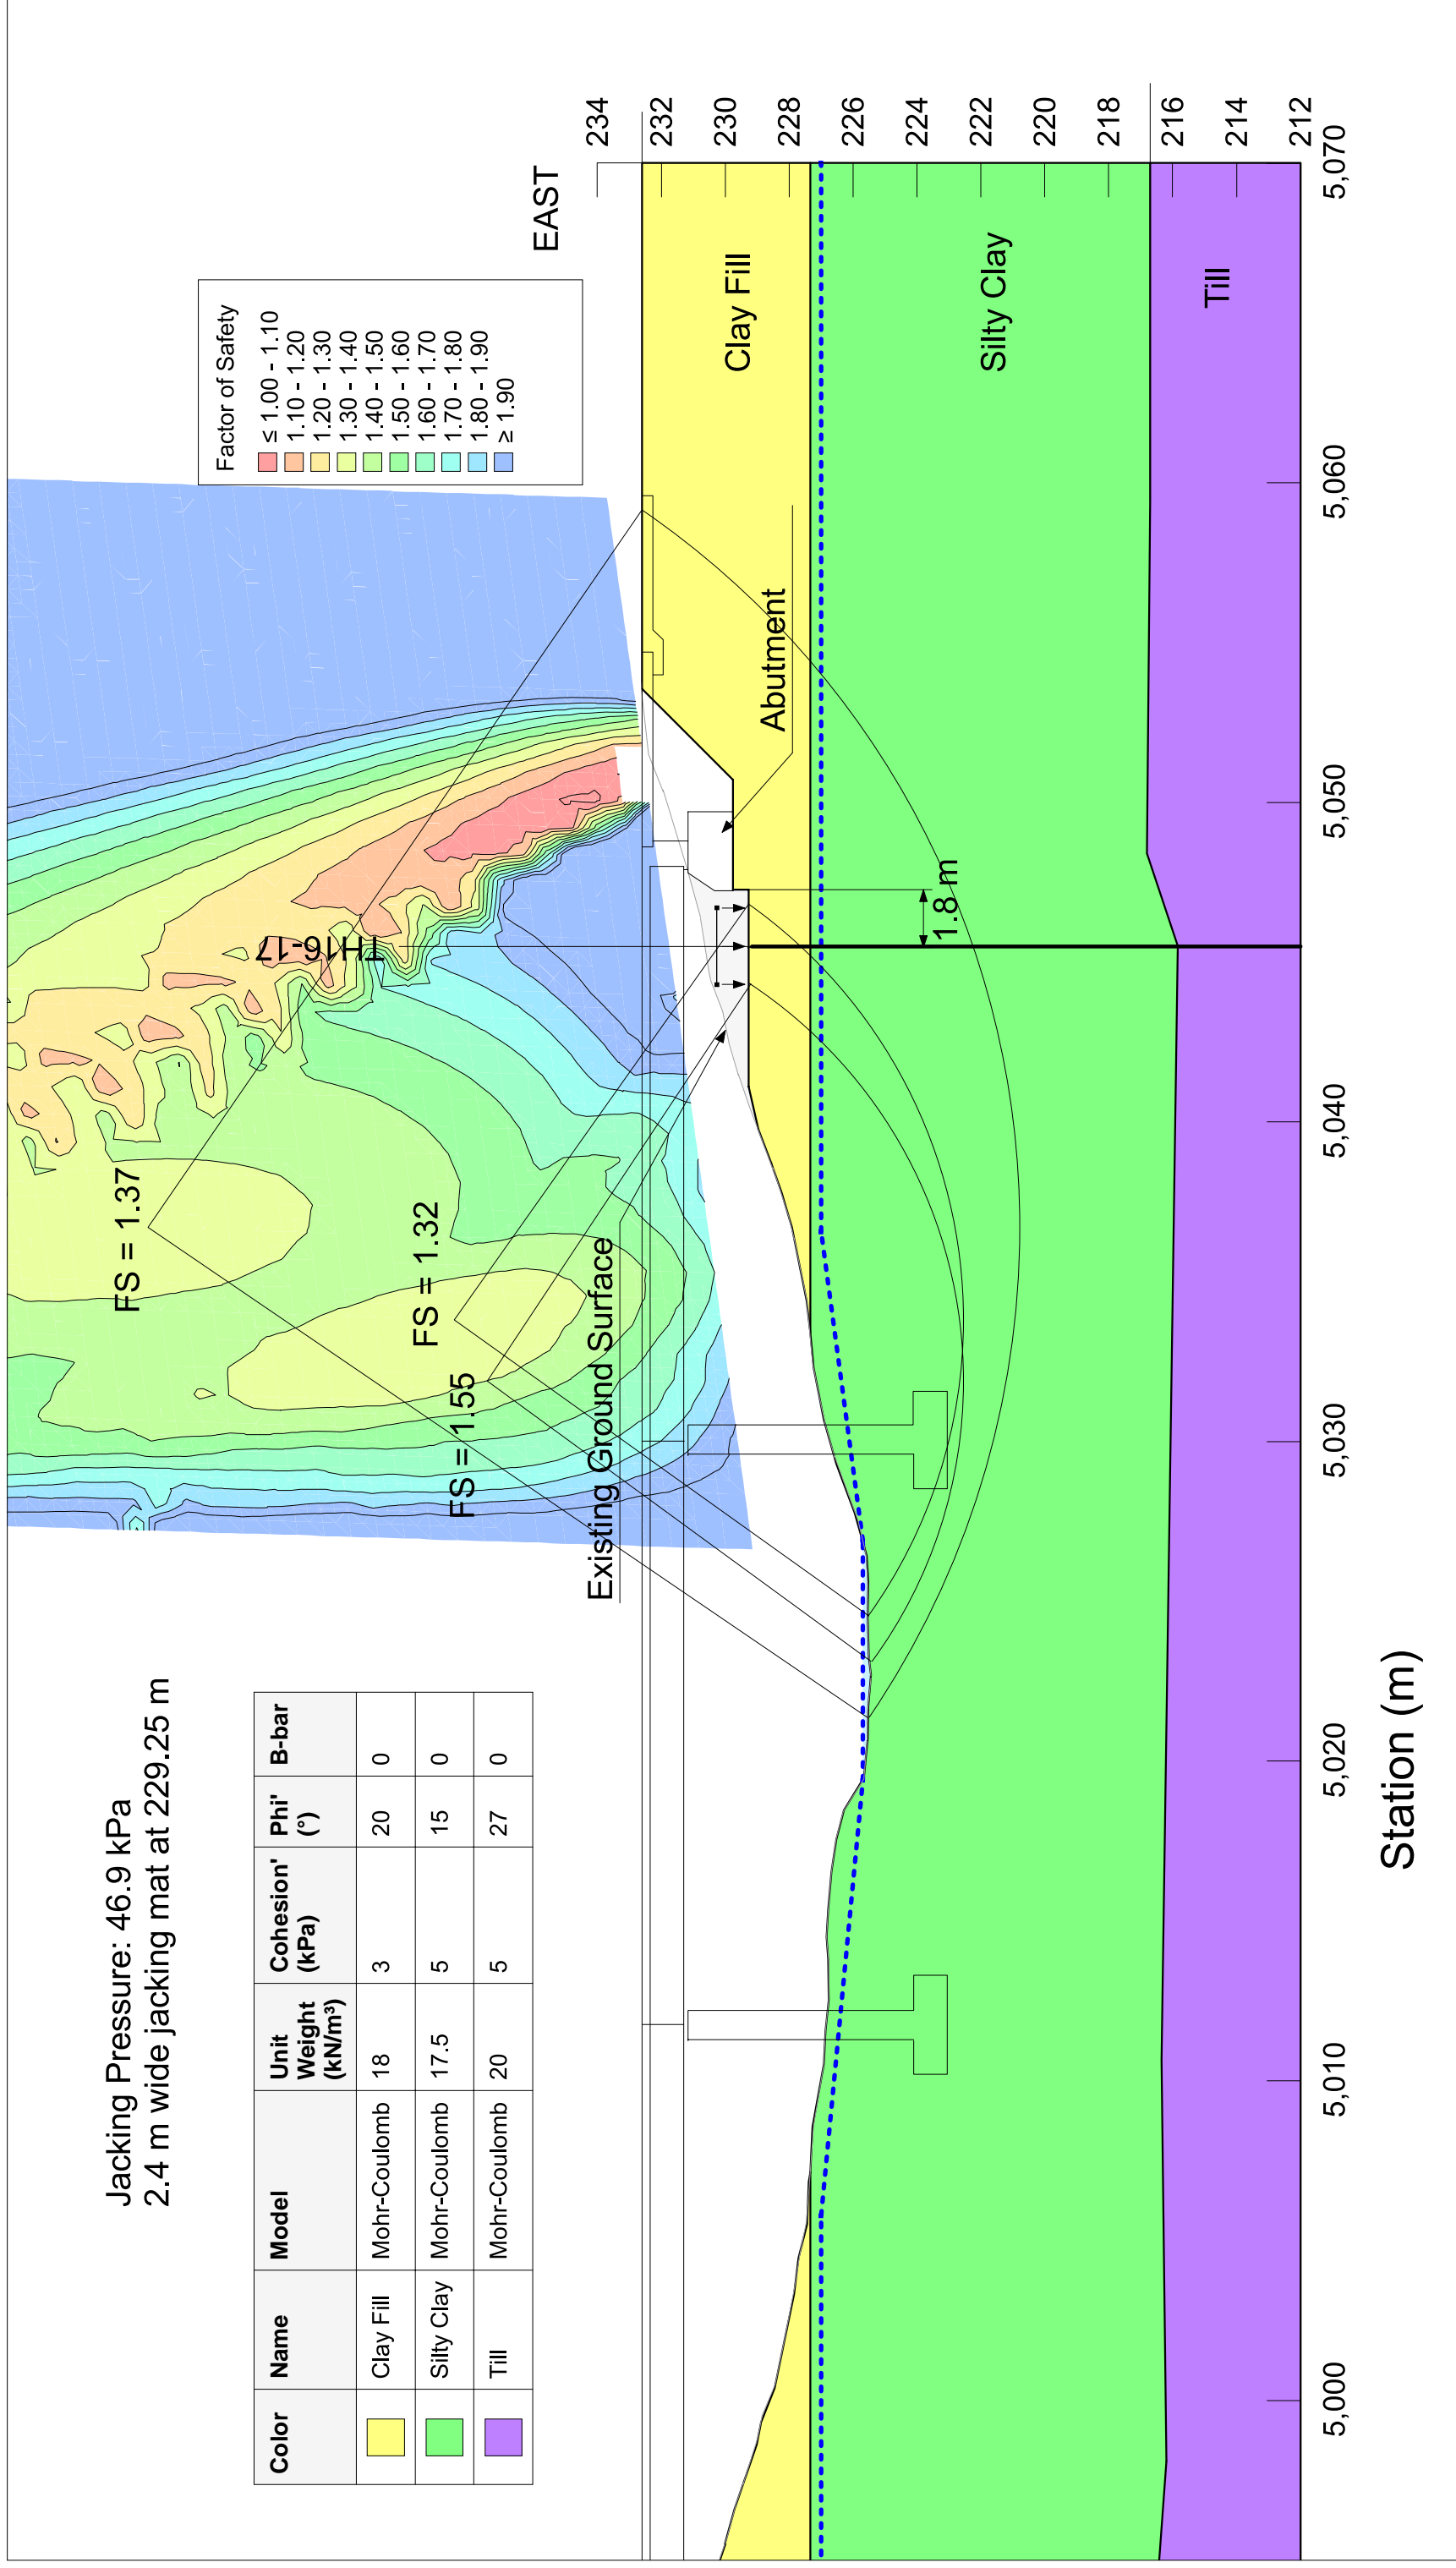 Jacking Pressure: 46.9 kPa
2.4 m wide jacking mat at 229.25 m
Color Name Model Unit Weight (kN/m³) Cohesion' (kPa) Phi' (°) B-bar
Clay Fill Mohr-Coulomb 18 3 20 0
Silty Clay Mohr-Coulomb 17.5 5 15 0
Till Mohr-Coulomb 20 5 27 0
Factor of Safety
≤ 1.00 - 1.10
1.10 - 1.20
1.20 - 1.30
1.30 - 1.40
1.40 - 1.50
1.50 - 1.60
1.60 - 1.70
1.70 - 1.80
1.80 - 1.90
≥ 1.90
FS = 1.37
FS = 1.32
FS = 1.55
TH16-17
EAST
Existing Ground Surface
Abutment
1.8 m
Clay Fill
Silty Clay
Till
234
232
230
228
226
224
222
220
218
216
214
212
5,000 5,010 5,020 5,030 5,040 5,050 5,060 5,070
Station (m)